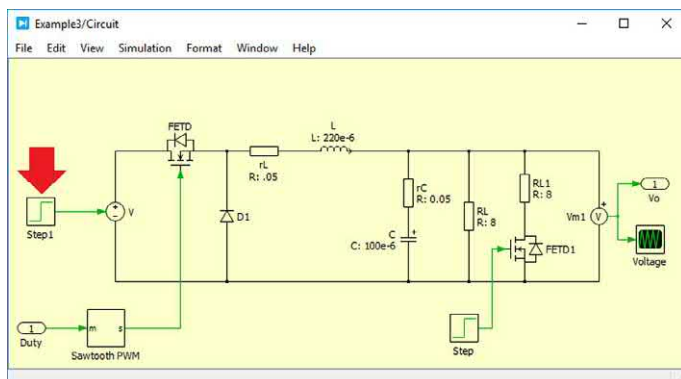 Example3/Circuit
File Edit View Simulation Format Window Help
FETD
L
L: 220e-6
rL
R: .05
Step1
V
D1
rC
R: 0.05
C
C: 100e-6
RL
R: 8
RL1
R: 8
FETD1
Vm1
V
1
Vo
Voltage
1
Duty
m s
Sawtooth PWM
Step